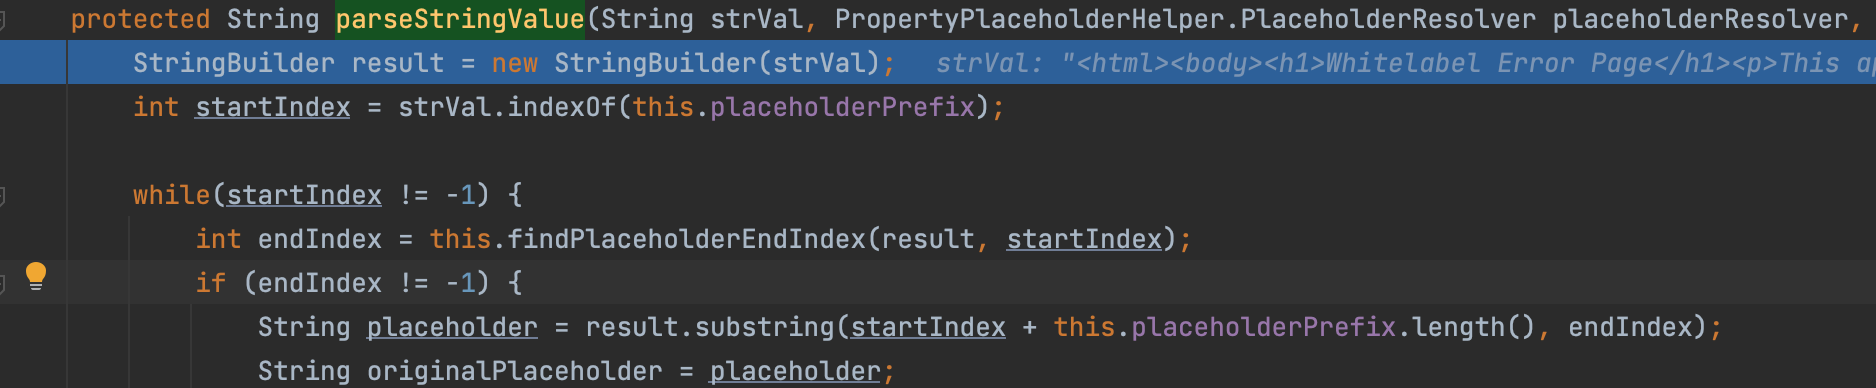 protected String parseStringValue(String strVal, PropertyPlaceholderHelper.PlaceholderResolver placeholderResolver,
StringBuilder result = new StringBuilder(strVal); strVal: "<html><body><h1>Whitelabel Error Page</h1><p>This
int startIndex = strVal.indexOf(this.placeholderPrefix);
while(startIndex != -1) {
int endIndex = this.findPlaceholderEndIndex(result, startIndex);
if (endIndex != -1) {
String placeholder = result.substring(startIndex + this.placeholderPrefix.length(), endIndex);
String originalPlaceholder = placeholder;